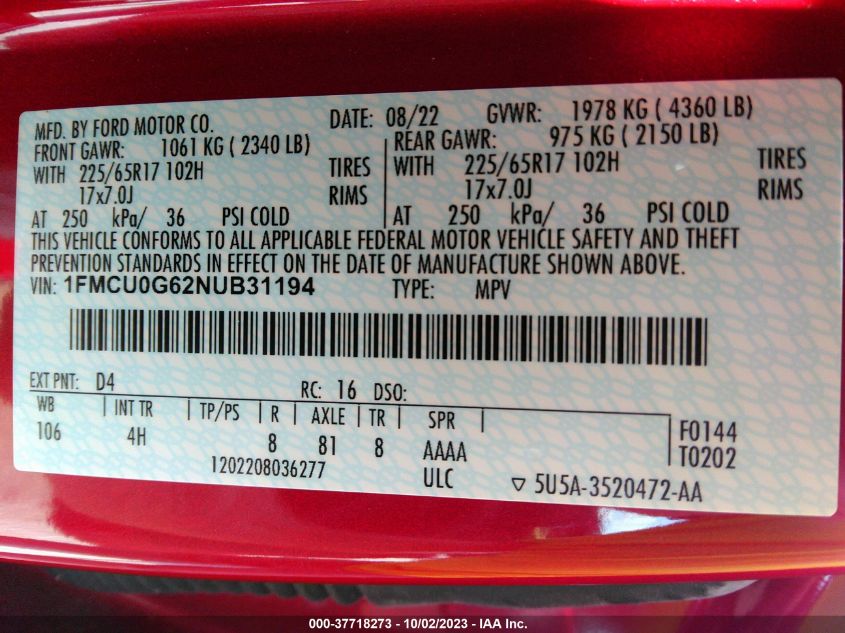 MFD. BY FORD MOTOR CO. DATE: 08/22 GVWR: 1978 KG ( 4360 LB)
FRONT GAWR: 1061 KG ( 2340 LB) REAR GAWR: 975 KG ( 2150 LB)
WITH 225/65R17 102H TIRES WITH 225/65R17 102H TIRES
17x7.0J RIMS 17x7.0J RIMS
AT 250 kPa/ 36 PSI COLD AT 250 kPa/ 36 PSI COLD
THIS VEHICLE CONFORMS TO ALL APPLICABLE FEDERAL MOTOR VEHICLE SAFETY AND THEFT
PREVENTION STANDARDS IN EFFECT ON THE DATE OF MANUFACTURE SHOWN ABOVE.
VIN: 1FMCU0G62NUB31194 TYPE: MPV
EXT PNT: D4 RC: 16 DSO:
WB INT TR TP/PS R AXLE TR SPR F0144
106 4H 8 81 8 AAAA T0202
1202208036277 ULC 5U5A-3520472-AA
000-37718273 - 10/02/2023 - IAA Inc.